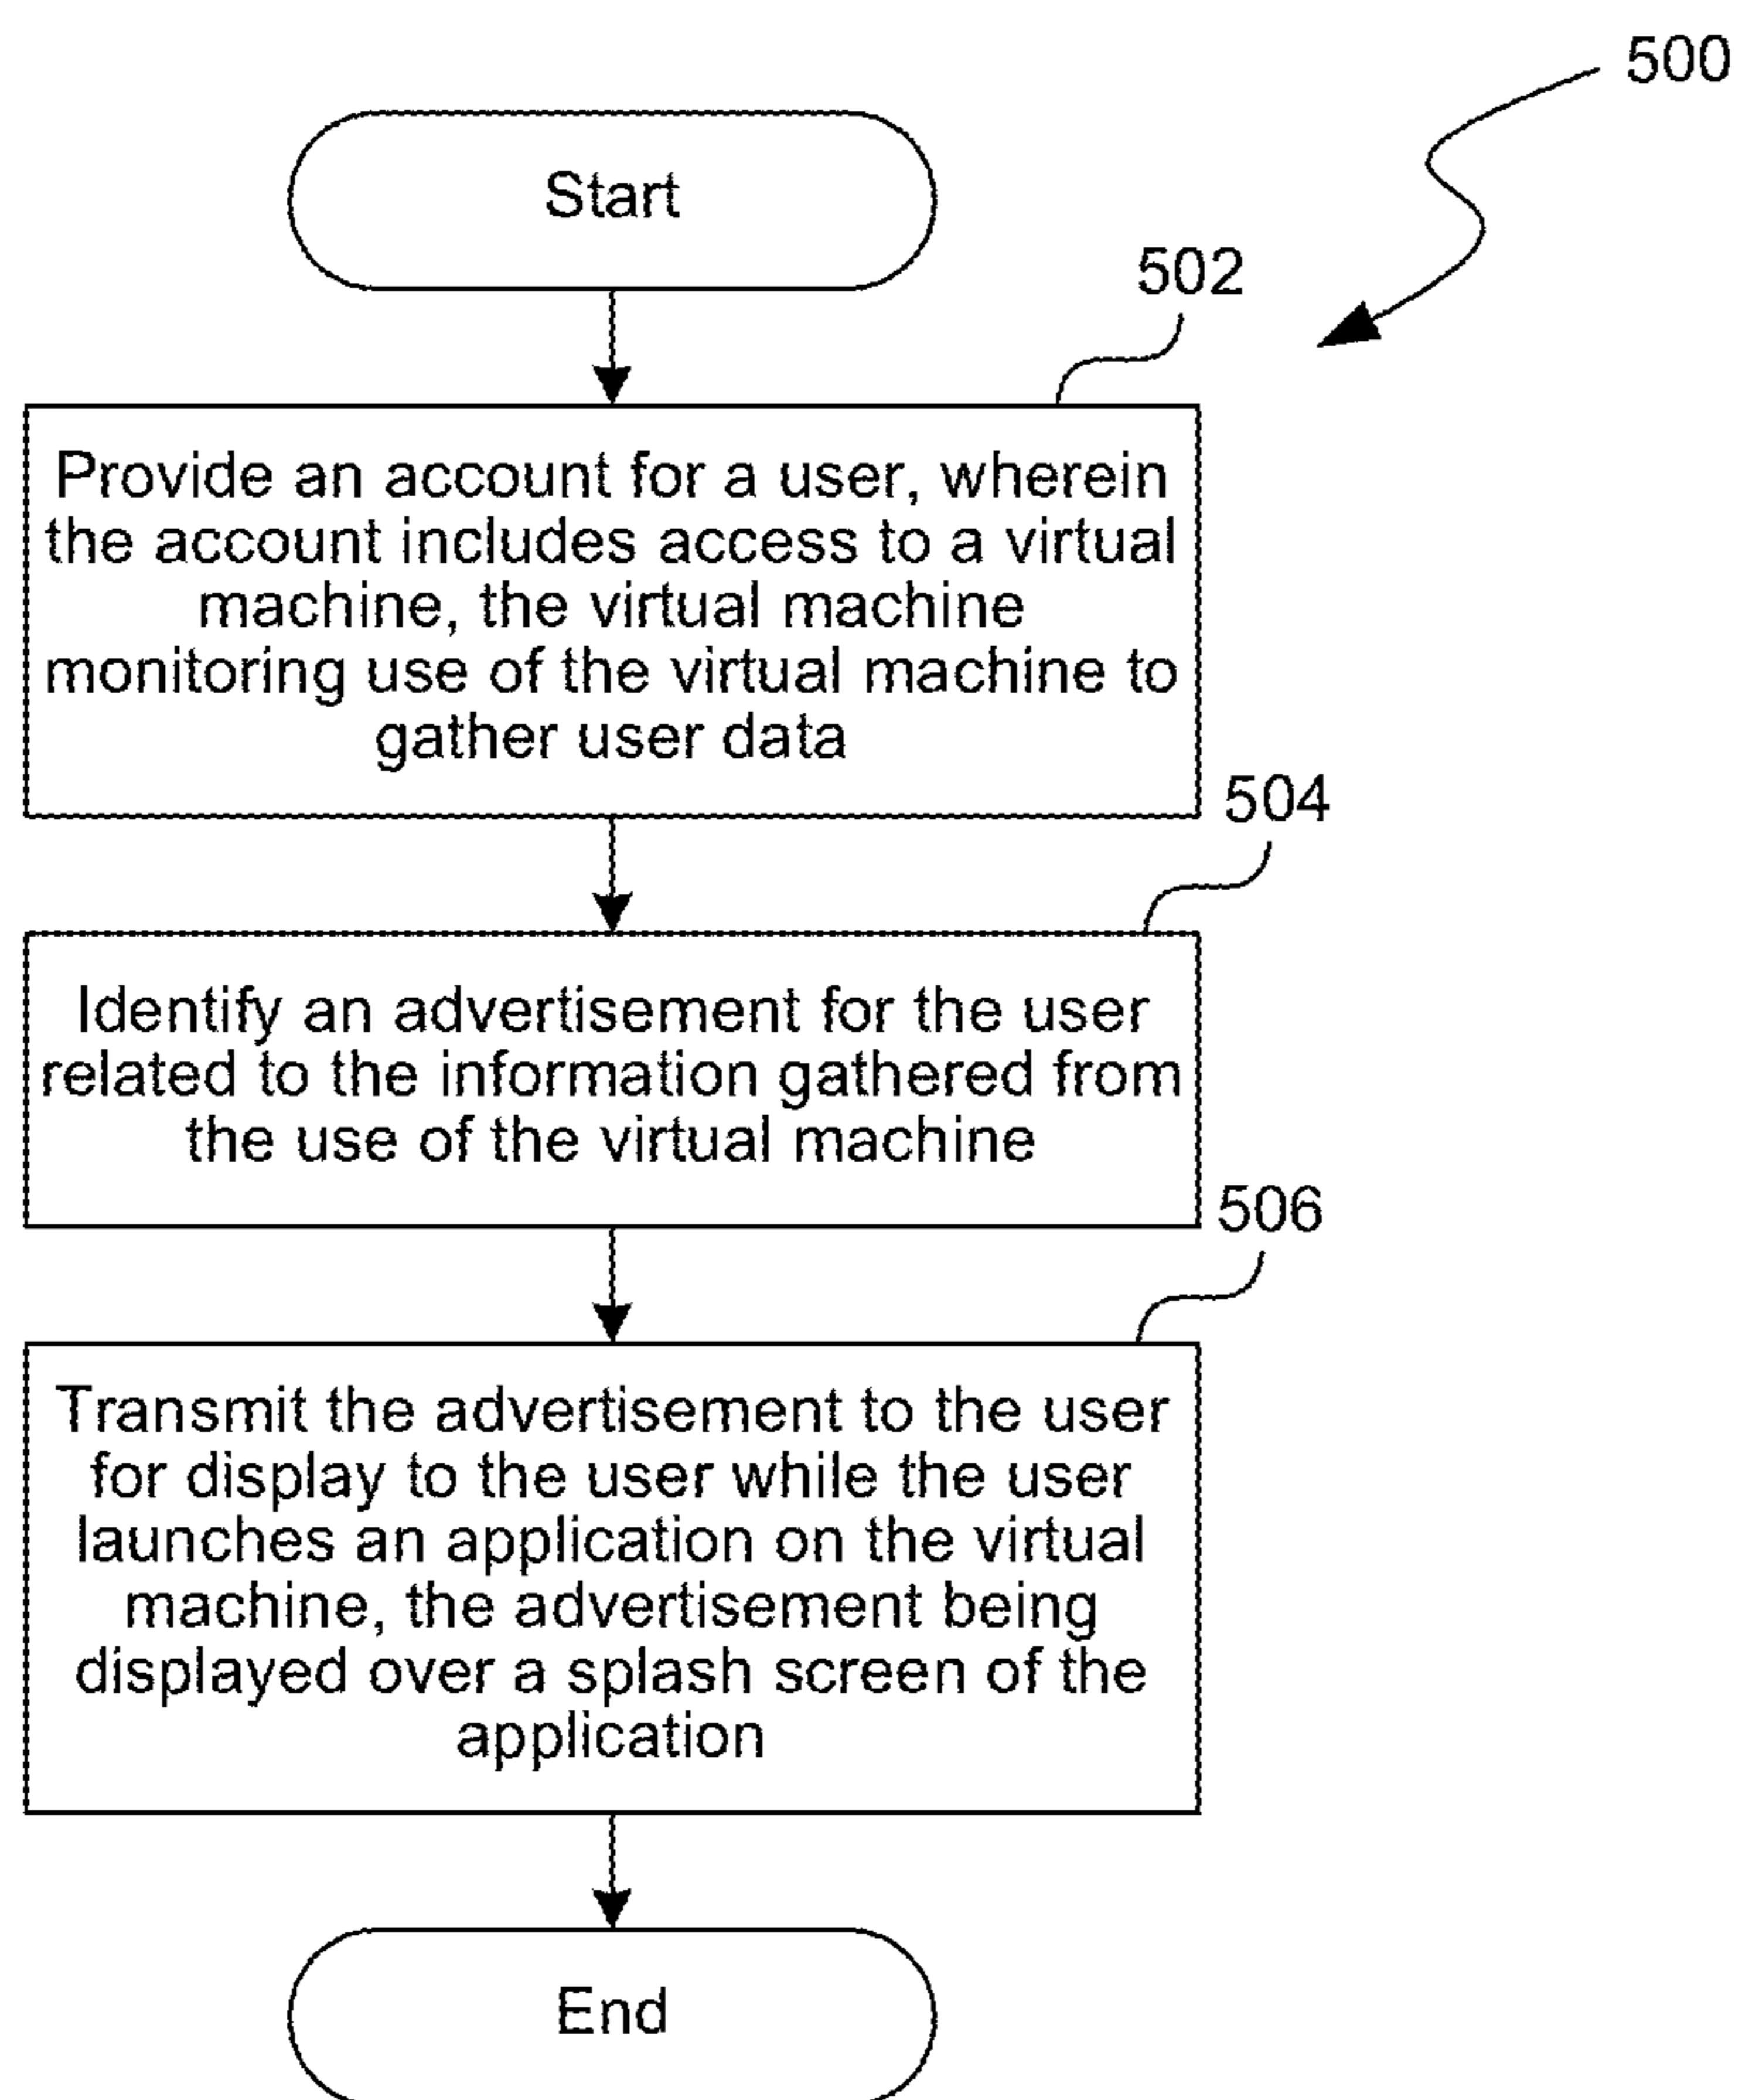 500
Start
502
Provide an account for a user, wherein
the account includes access to a virtual
machine, the virtual machine
monitoring use of the virtual machine to
gather user data
504
Identify an advertisement for the user
related to the information gathered from
the use of the virtual machine
506
Transmit the advertisement to the user
for display to the user while the user
launches an application on the virtual
machine, the advertisement being
displayed over a splash screen of the
application
End